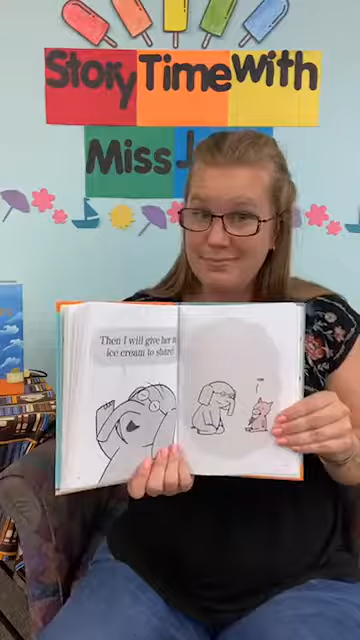 Story Time with
Miss J
Then I will give her m
ice cream to share!